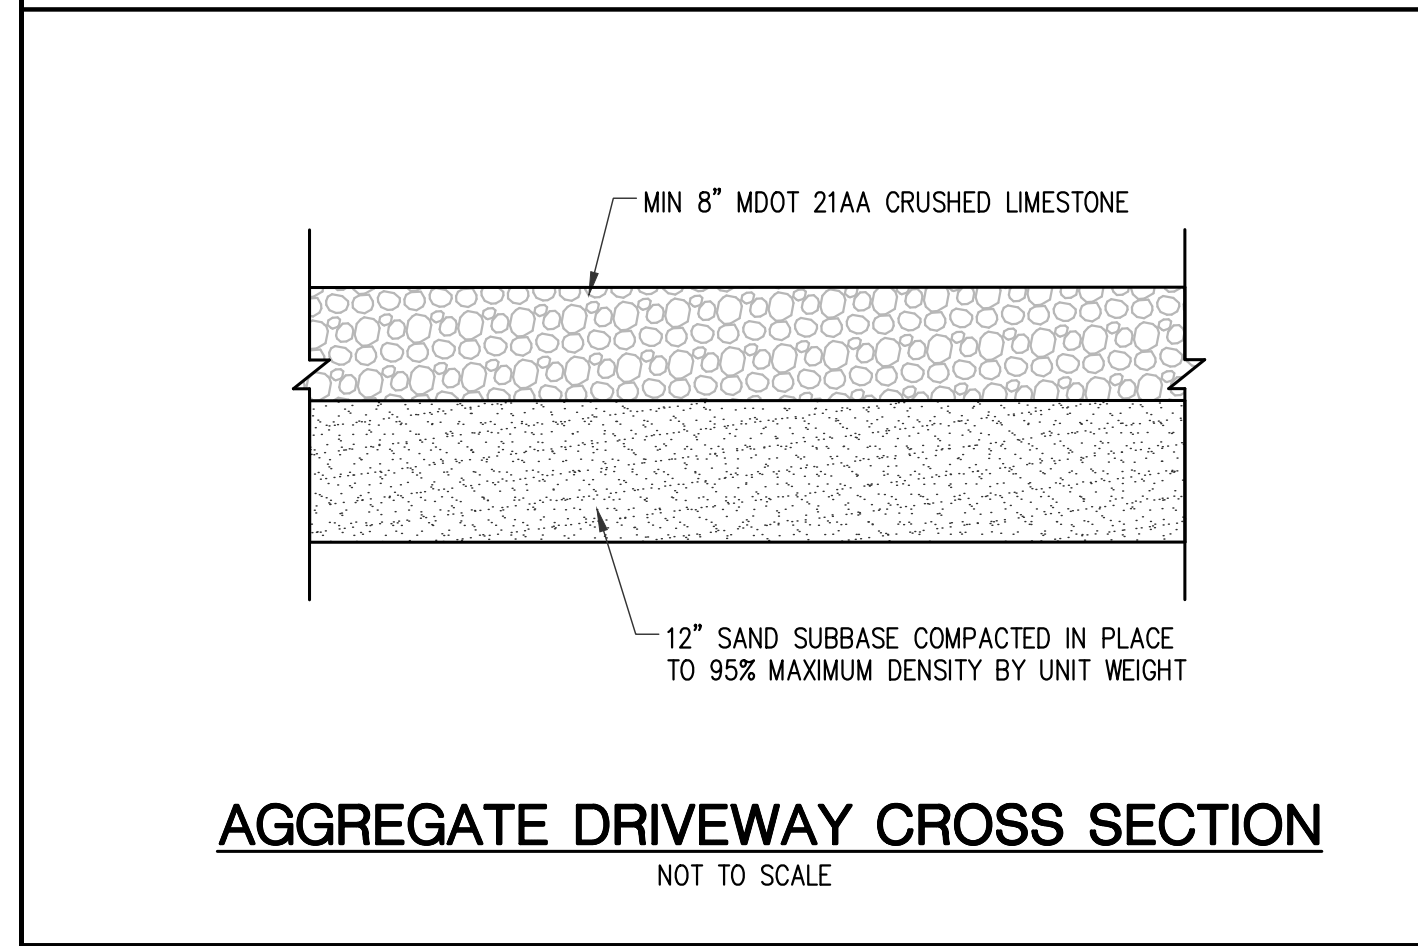 MIN 8” MDOT 21AA CRUSHED LIMESTONE
12” SAND SUBBASE COMPACTED IN PLACE
TO 95% MAXIMUM DENSITY BY UNIT WEIGHT
AGGREGATE DRIVEWAY CROSS SECTION
NOT TO SCALE